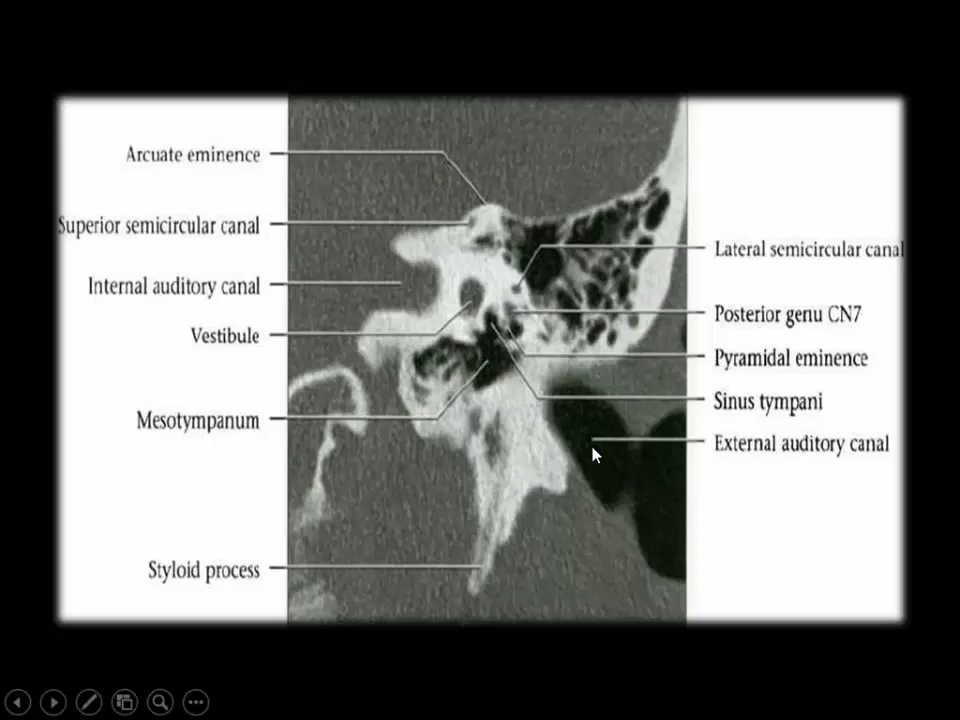 Arcuate eminence
Superior semicircular canal
Internal auditory canal
Vestibule
Mesotympanum
Styloid process
Lateral semicircular canal
Posterior genu CN7
Pyramidal eminence
Sinus tympani
External auditory canal